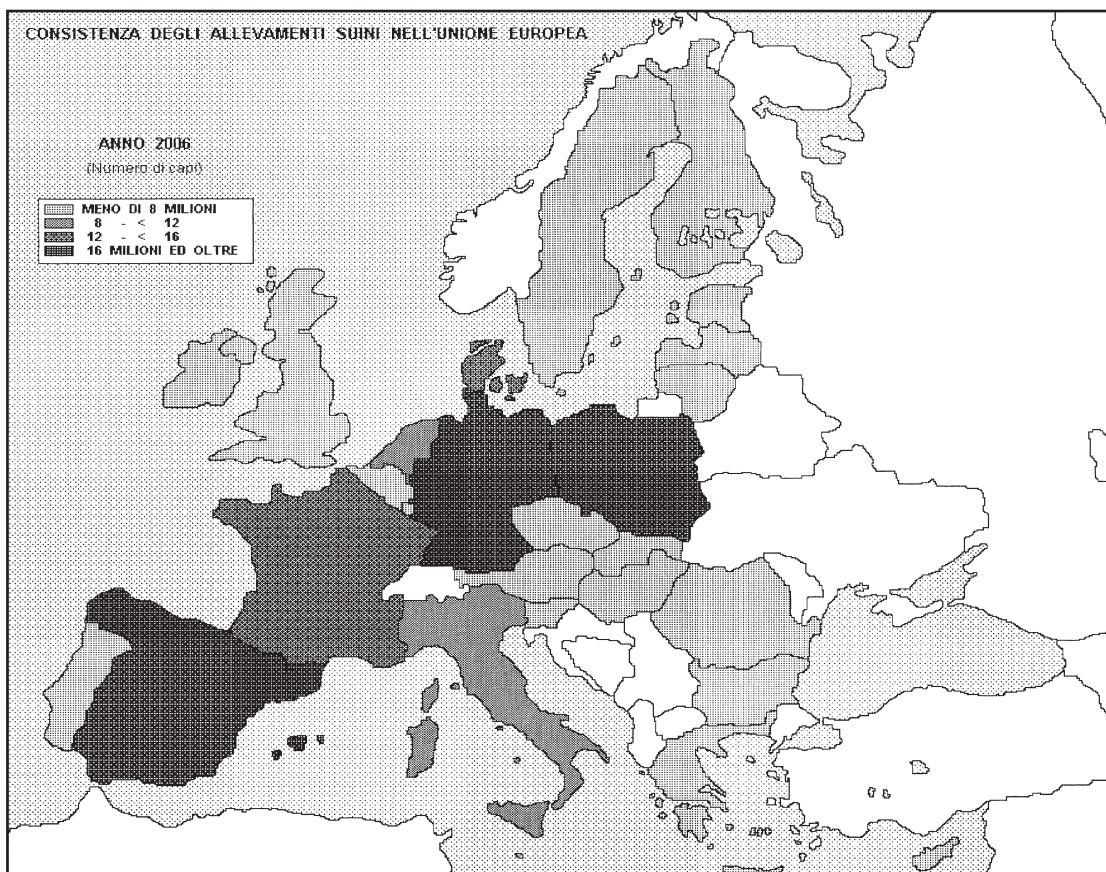 CONSISTENZA DEGLI ALLEVAMENTI SUINI NELL'UNIONE EUROPEA
ANNO 2006
(Numero di capi)
MENO DI 8 MILIONI
8 - < 12
12 - < 16
16 MILIONI ED OLTRE